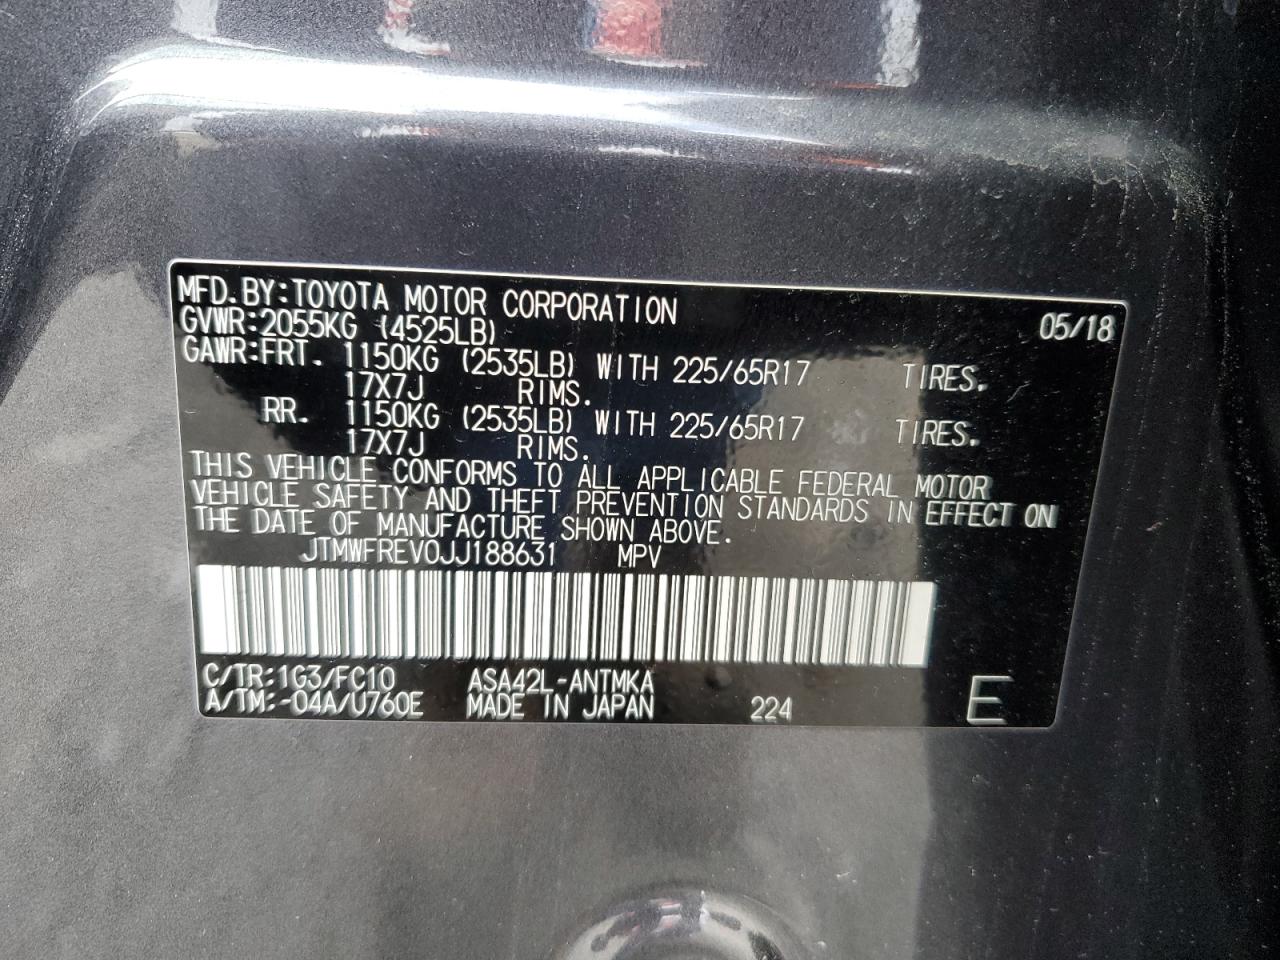 MFD.BY:TOYOTA MOTOR CORPORATION 05/18
GVWR:2055KG (4525LB)
GAWR:FRT. 1150KG (2535LB) WITH 225/65R17 TIRES.
17X7J RIMS.
RR. 1150KG (2535LB) WITH 225/65R17 TIRES.
17X7J RIMS.
THIS VEHICLE CONFORMS TO ALL APPLICABLE FEDERAL MOTOR
VEHICLE SAFETY AND THEFT PREVENTION STANDARDS IN EFFECT ON
THE DATE OF MANUFACTURE SHOWN ABOVE.
JTMWFREV0JJ188631 MPV
C/TR:1G3/FC10 ASA42L-ANTMKA
A/TM:-04A/U760E MADE IN JAPAN 224 E